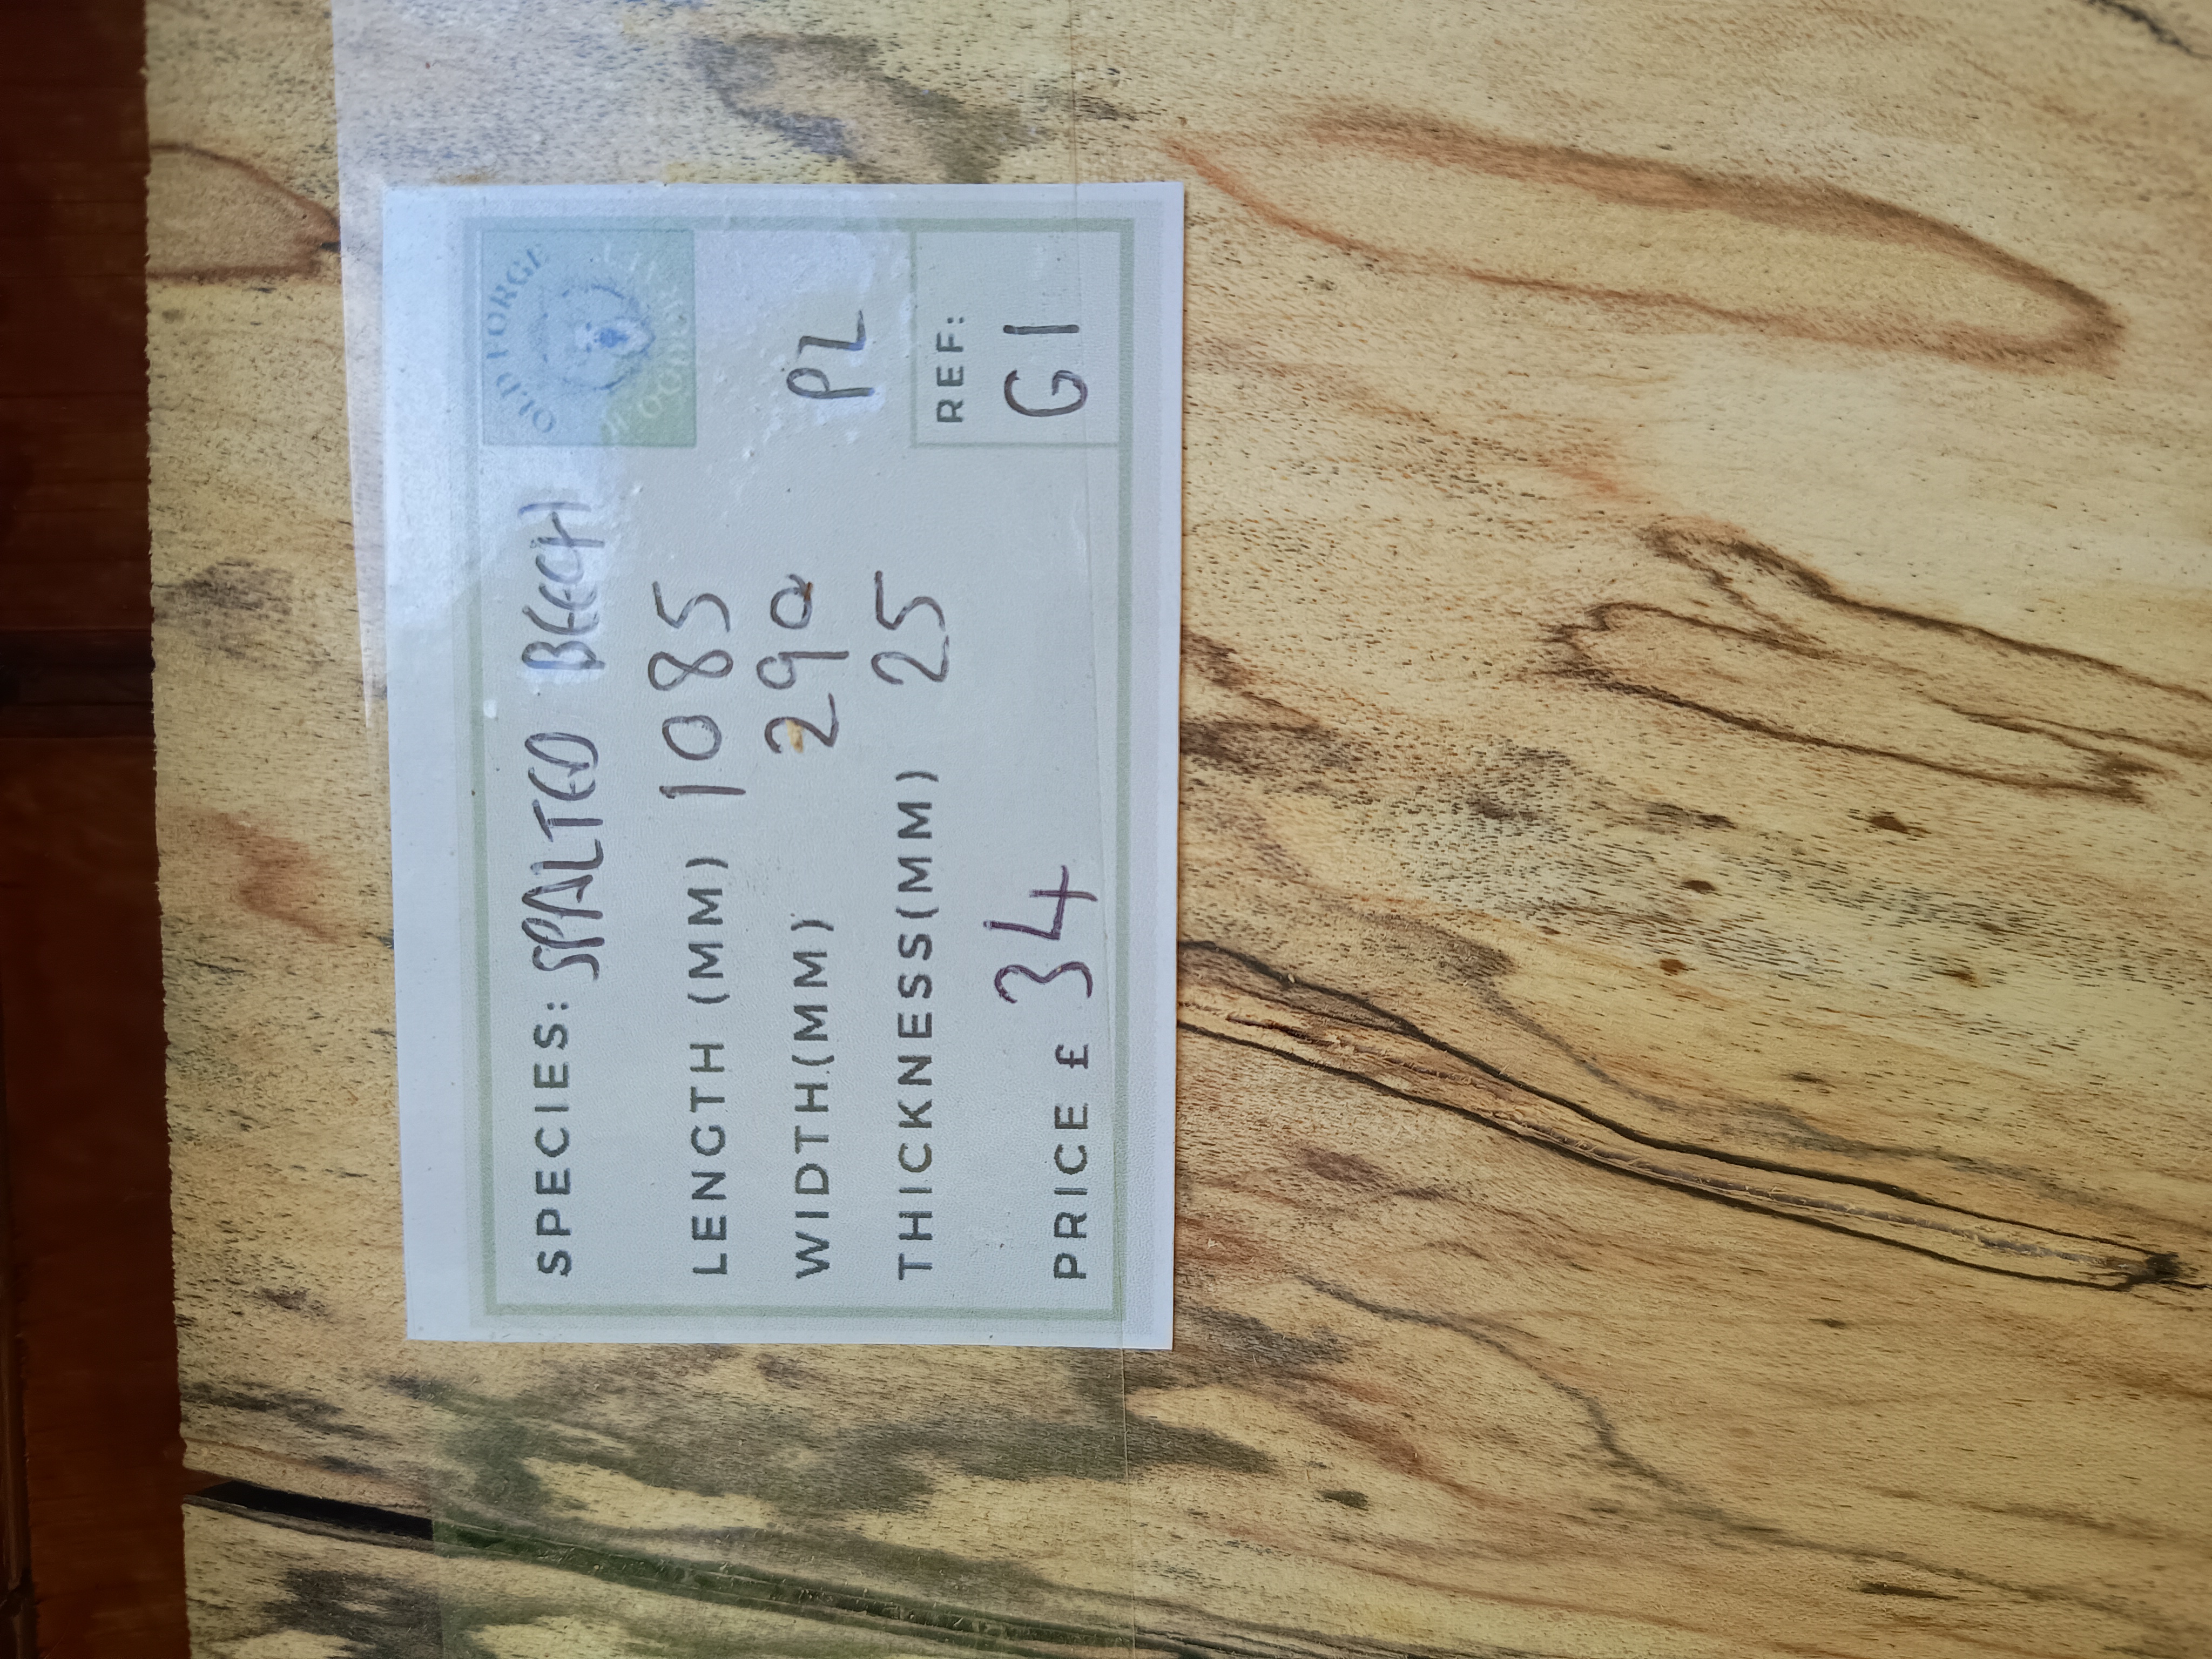 SPECIES: SPALTED BEECH
OLD FORGE
LENGTH (MM) 1085
WIDTH (MM) 290
PL
THICKNESS (MM) 25
REF:
G1
PRICE £ 34